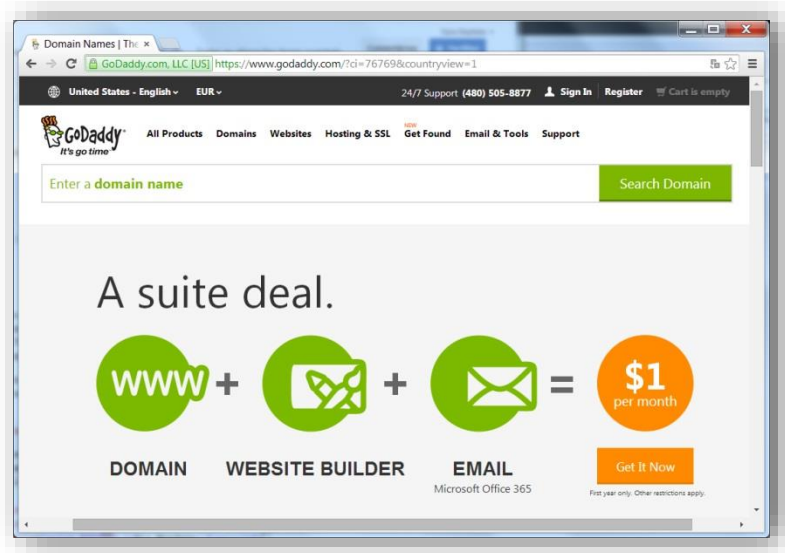 Domain Names | The
GoDaddy.com, LLC [US] https://www.godaddy.com/?ci=76769&countryview=1
United States - English EUR 24/7 Support (480) 505-8877 Sign In Register Cart is empty
GoDaddy
It's go time
All Products Domains Websites Hosting & SSL NEW Get Found Email & Tools Support
Enter a domain name Search Domain
A suite deal.
www + + = $1
per month
DOMAIN WEBSITE BUILDER EMAIL Get It Now
Microsoft Office 365
First year only. Other restrictions apply.